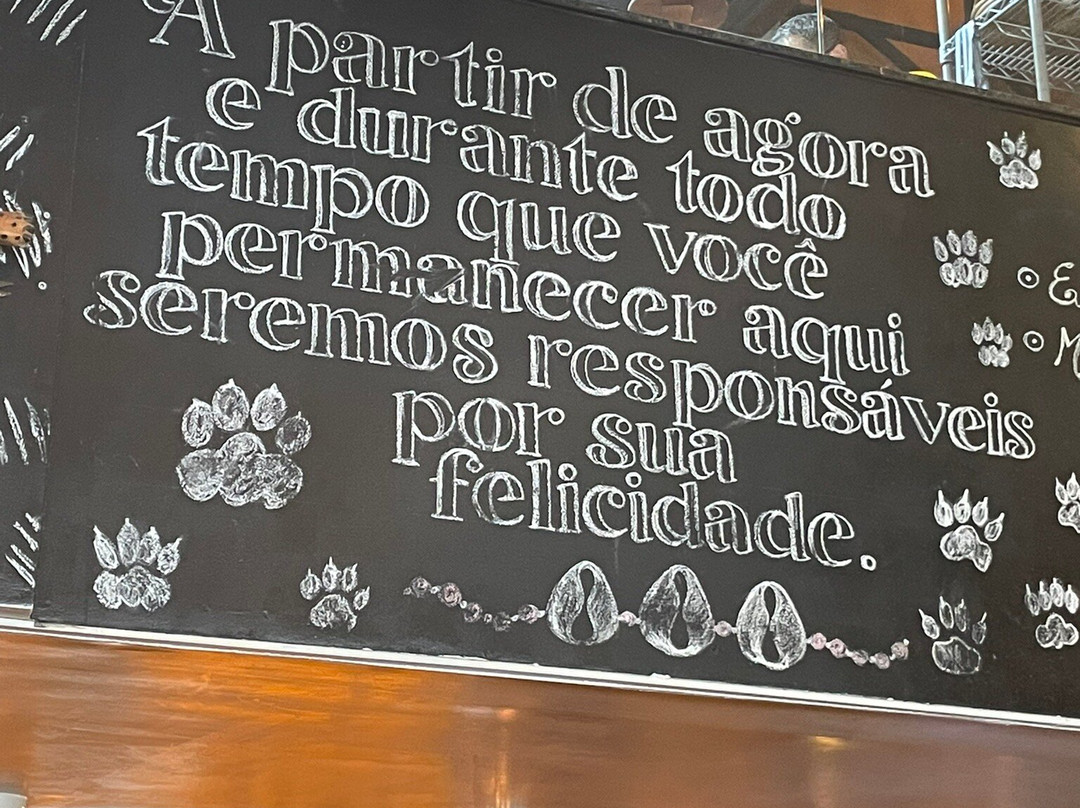 A partir de agora
e durante todo
tempo que você
permanecer aqui
seremos responsáveis
por sua
felicidade.